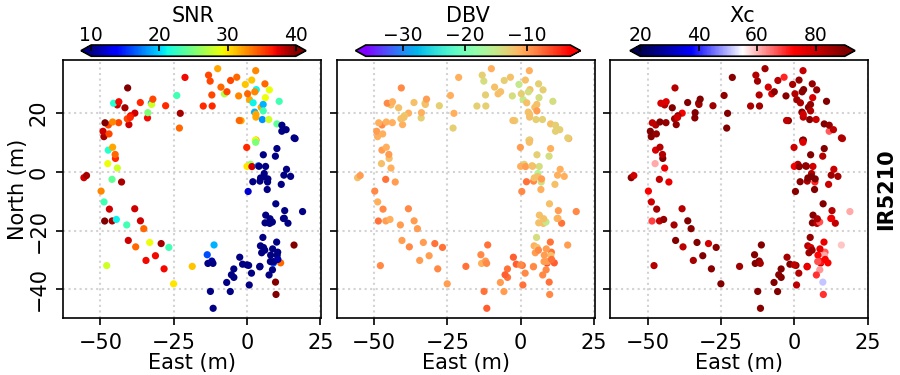 SNR DBV Xc
10 20 30 40 −30 −20 −10 20 40 60 80
20
0
−20
−40
North (m)
IR5210
−50 −25 0 25 −50 −25 0 25 −50 −25 0 25
East (m) East (m) East (m)